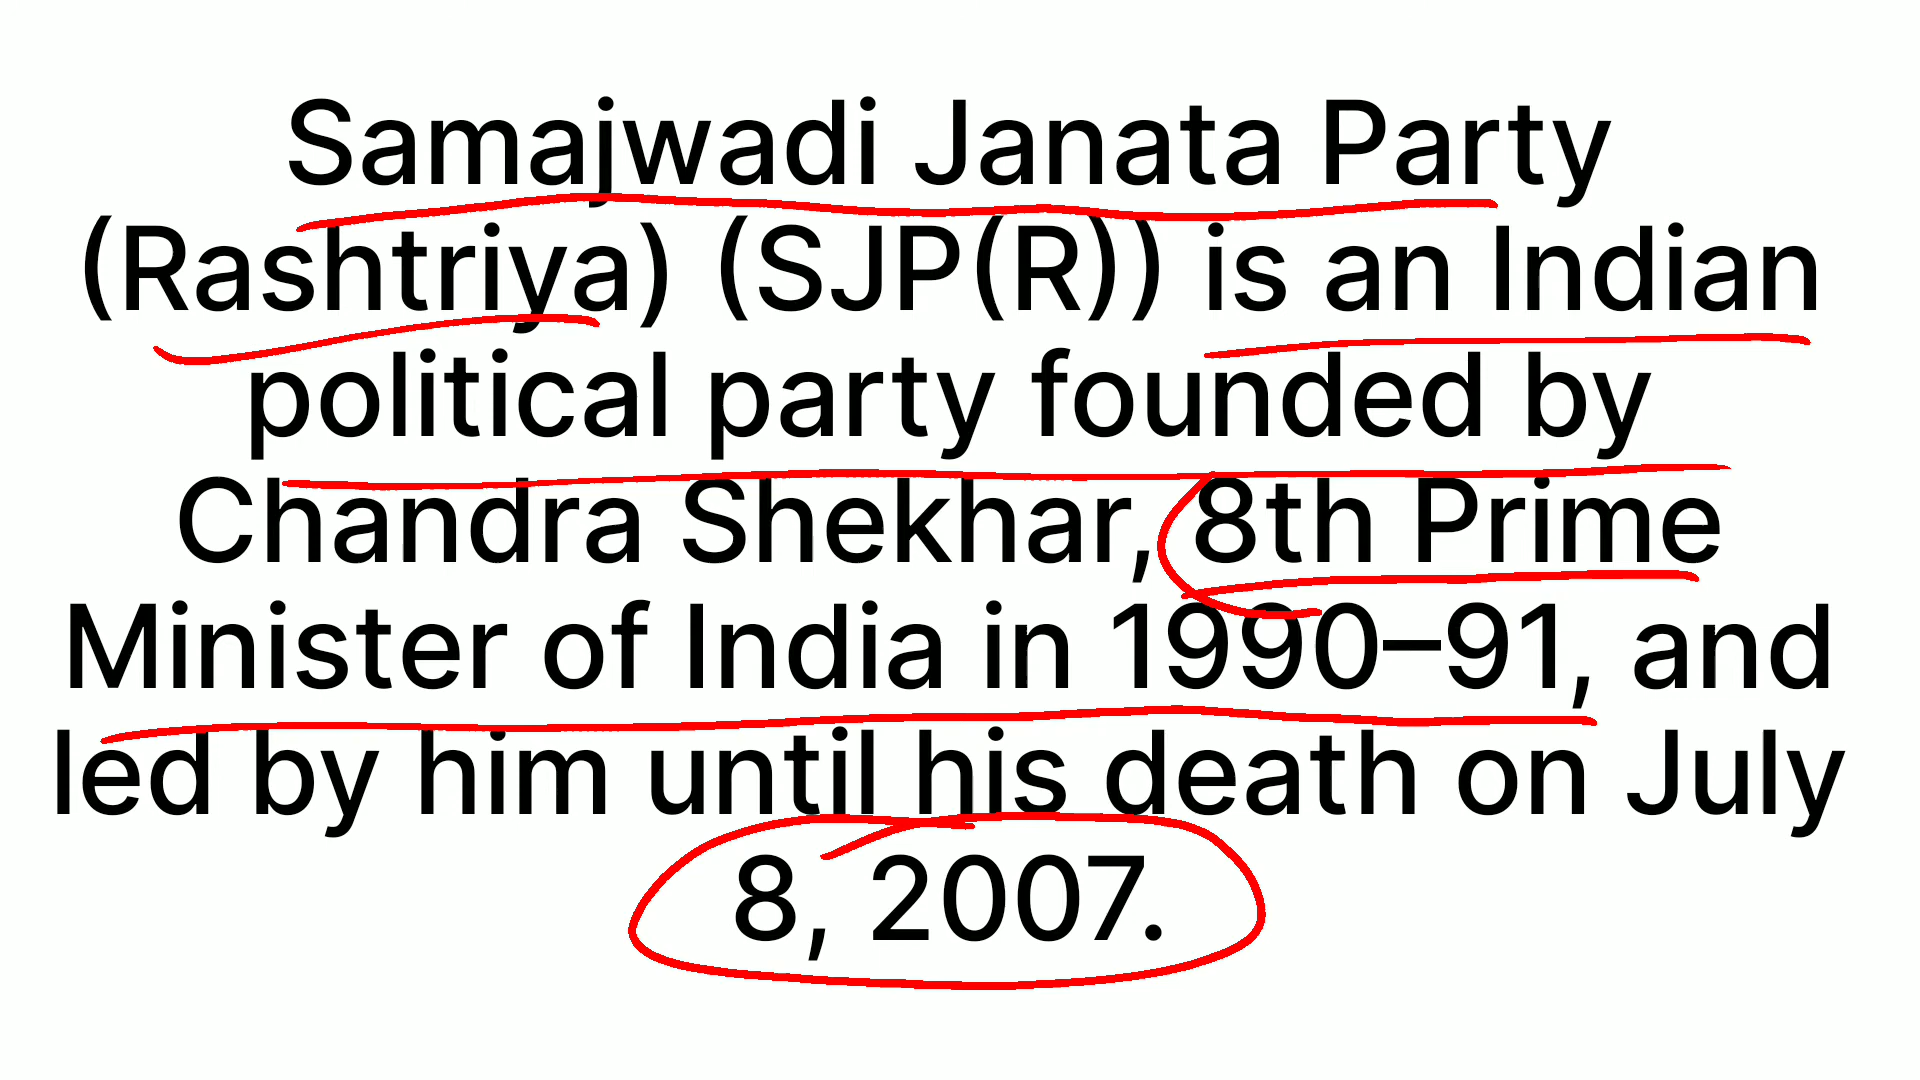 Samajwadi Janata Party
(Rashtriya) (SJP(R)) is an Indian
political party founded by
Chandra Shekhar, 8th Prime
Minister of India in 1990–91, and
led by him until his death on July
8, 2007.